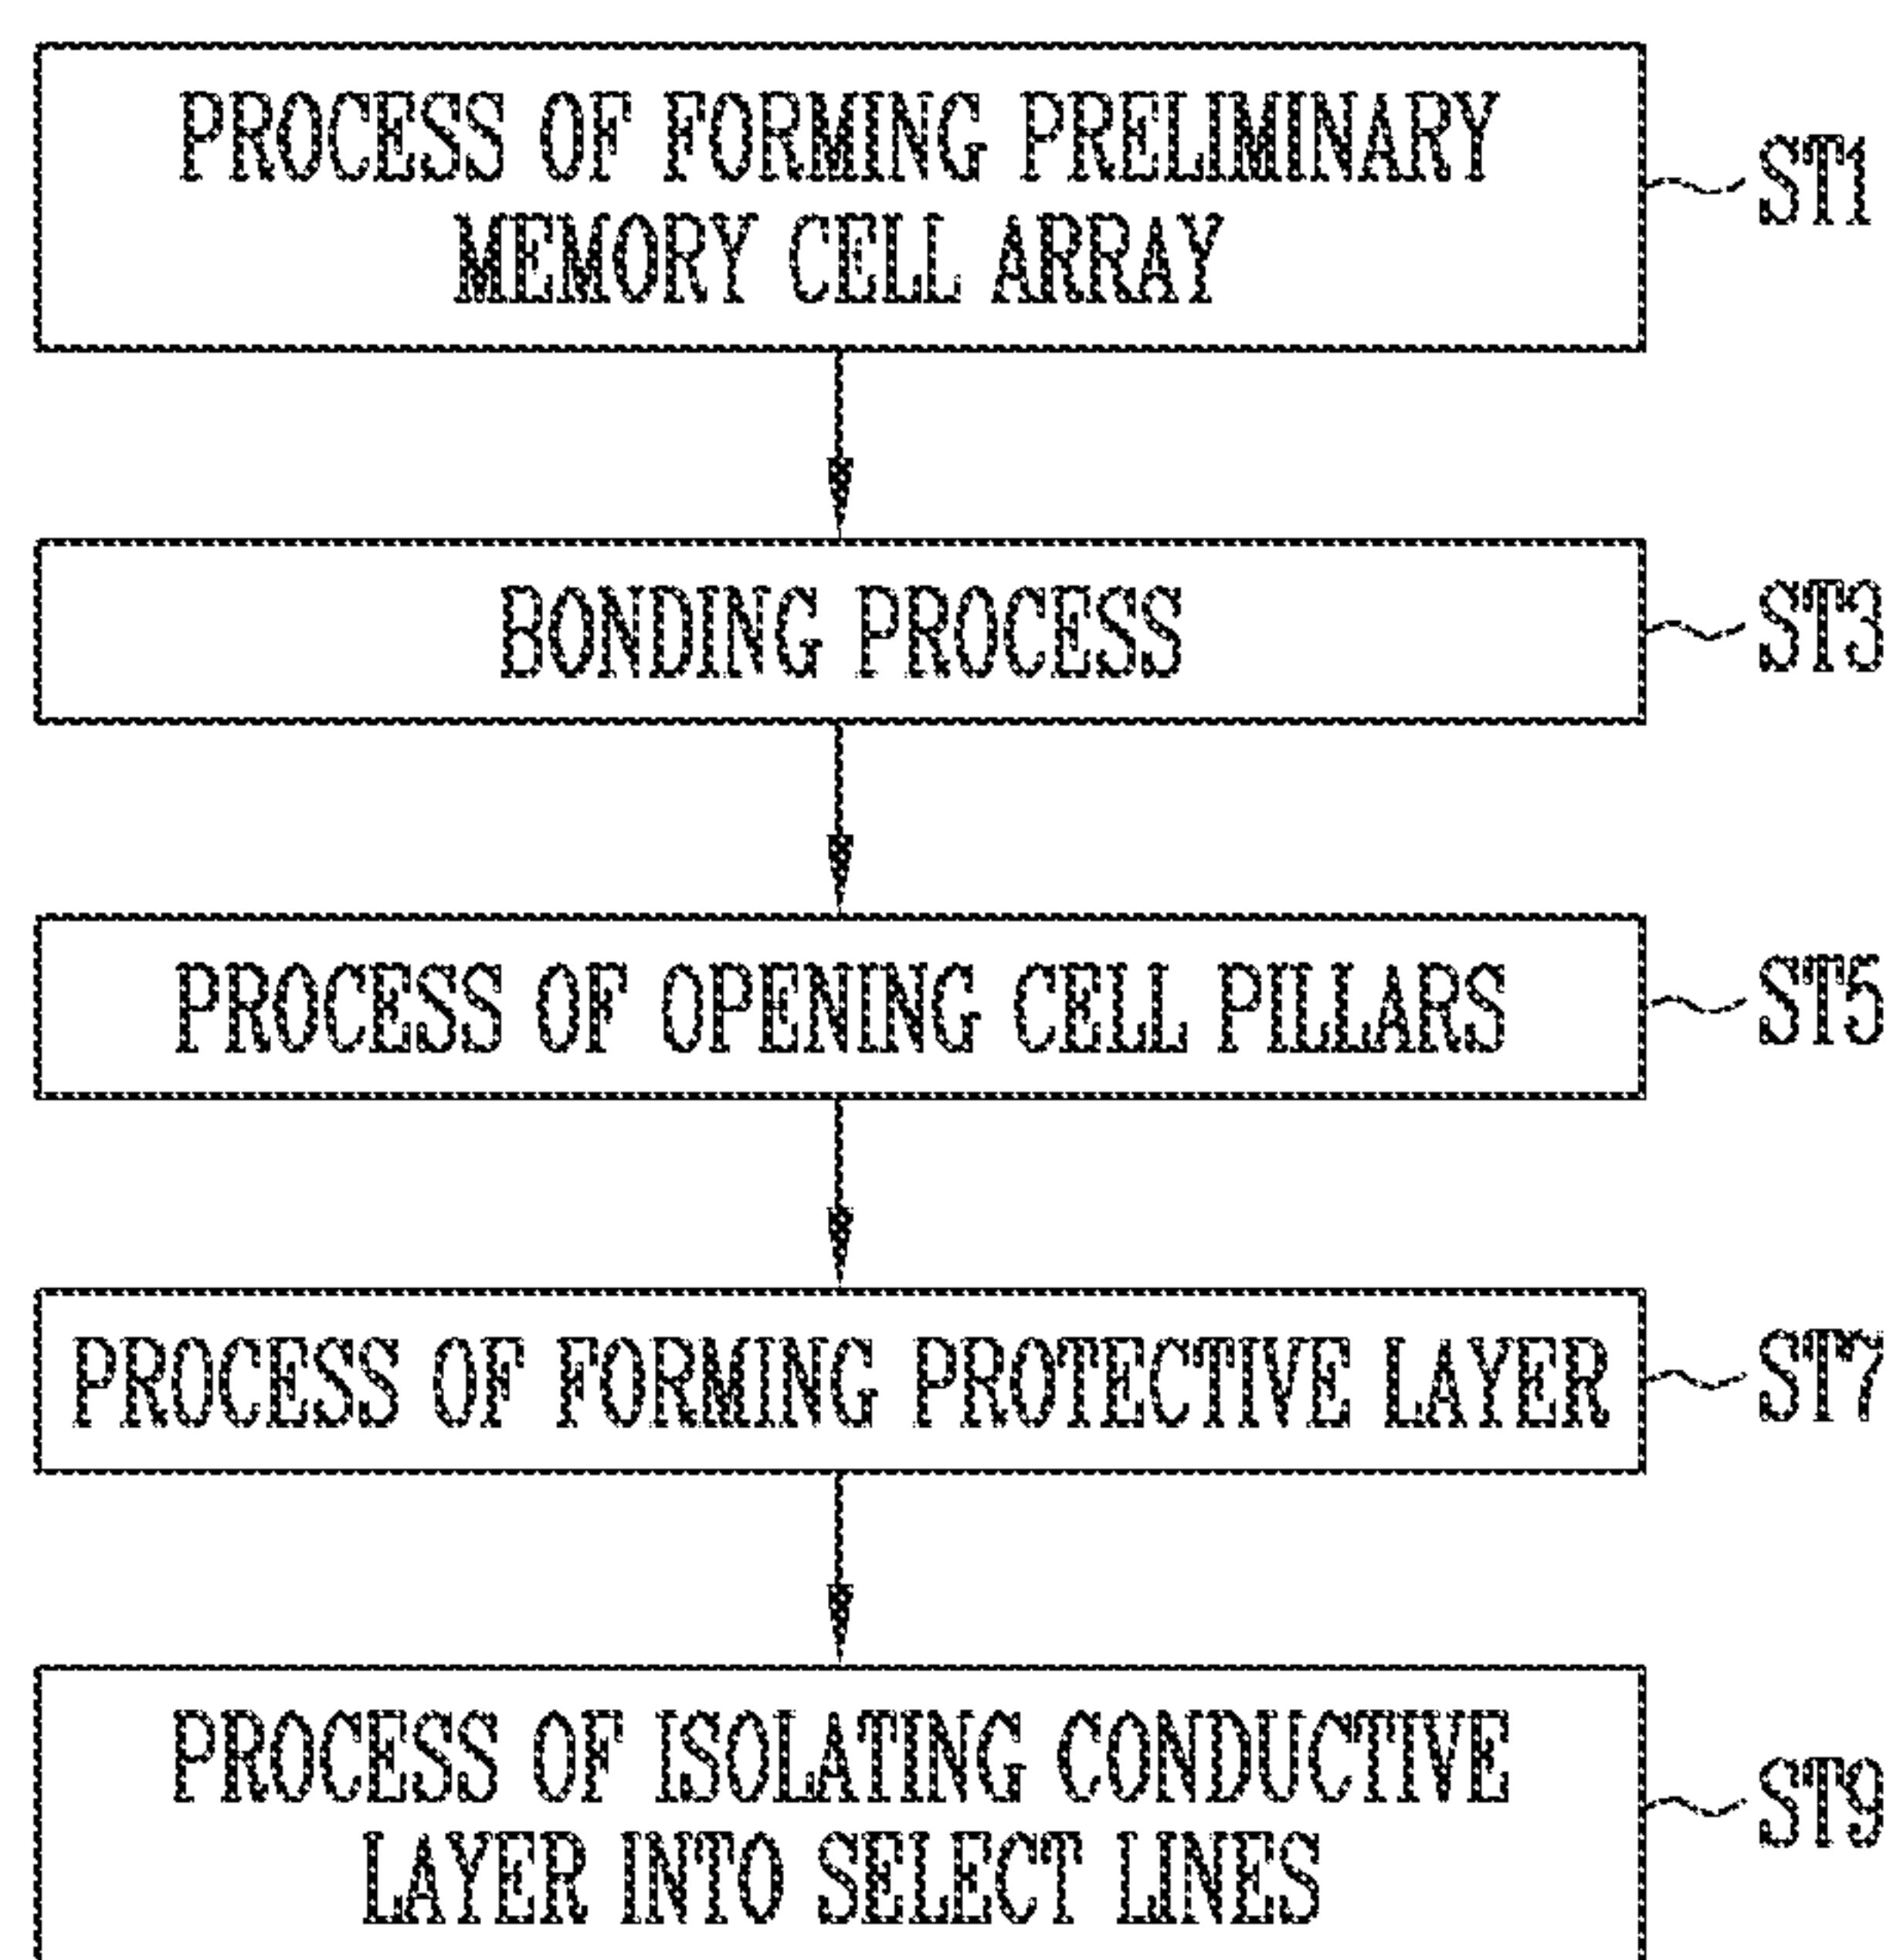 PROCESS OF FORMING PRELIMINARY
MEMORY CELL ARRAY
ST1
BONDING PROCESS
ST3
PROCESS OF OPENING CELL PILLARS
ST5
PROCESS OF FORMING PROTECTIVE LAYER
ST7
PROCESS OF ISOLATING CONDUCTIVE
LAYER INTO SELECT LINES
ST9